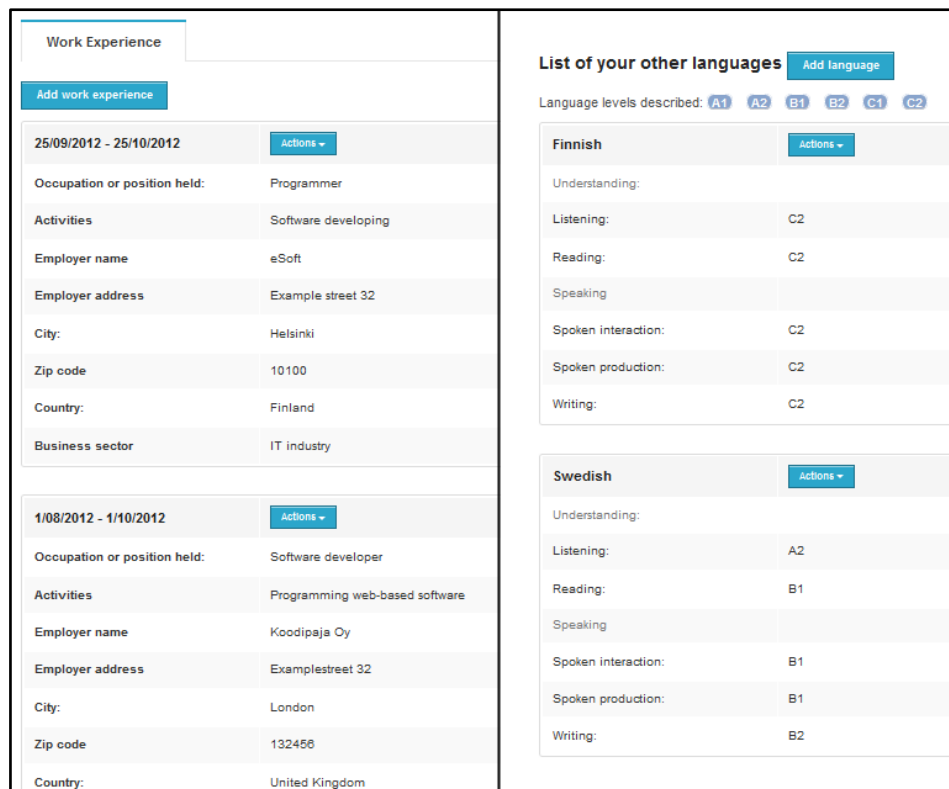 Work Experience
Add work experience
25/09/2012 - 25/10/2012 Actions
Occupation or position held: Programmer
Activities Software developing
Employer name eSoft
Employer address Example street 32
City: Helsinki
Zip code 10100
Country: Finland
Business sector IT industry
1/08/2012 - 1/10/2012 Actions
Occupation or position held: Software developer
Activities Programming web-based software
Employer name Koodipaja Oy
Employer address Examplestreet 32
City: London
Zip code 132456
Country: United Kingdom
List of your other languages Add language
Language levels described: A1 A2 B1 B2 C1 C2
Finnish Actions
Understanding:
Listening: C2
Reading: C2
Speaking
Spoken interaction: C2
Spoken production: C2
Writing: C2
Swedish Actions
Understanding:
Listening: A2
Reading: B1
Speaking
Spoken interaction: B1
Spoken production: B1
Writing: B2